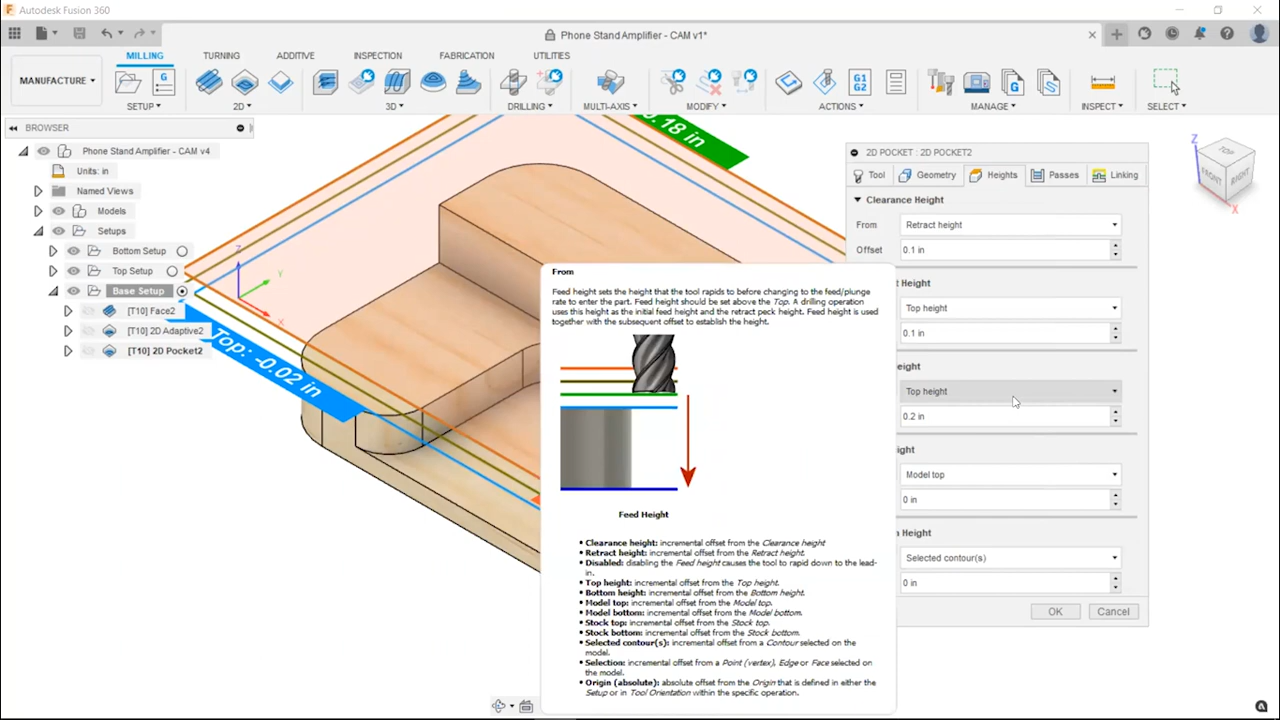 Autodesk Fusion 360
Phone Stand Amplifier - CAM v1*
MILLING TURNING ADDITIVE INSPECTION FABRICATION UTILITIES
MANUFACTURE
G
G1
G2
G
SETUP 2D 3D DRILLING MULTI-AXIS MODIFY ACTIONS MANAGE INSPECT SELECT
BROWSER
Phone Stand Amplifier - CAM v4
Units: in
Named Views
Models
Setups
Bottom Setup
Top Setup
Base Setup
[T10] Face2
[T10] 2D Adaptive2
[T10] 2D Pocket2
0.18 in
Top: -0.02 in
Z
Y
X
Z
TOP
FRONT
RIGHT
X
2D POCKET : 2D POCKET2
Tool Geometry Heights Passes Linking
Clearance Height
From Retract height
Offset 0.1 in
t Height
Top height
0.1 in
eight
Top height
0.2 in
ight
Model top
0 in
n Height
Selected contour(s)
0 in
OK Cancel
From
Feed height sets the height that the tool rapids to before changing to the feed/plunge
rate to enter the part. Feed height should be set above the Top. A drilling operation
uses this height as the initial feed height and the retract peck height. Feed height is used
together with the subsequent offset to establish the height.
Feed Height
• Clearance height: incremental offset from the Clearance height
• Retract height: incremental offset from the Retract height.
• Disabled: disabling the Feed height causes the tool to rapid down to the lead-
in.
• Top height: incremental offset from the Top height.
• Bottom height: incremental offset from the Bottom height.
• Model top: incremental offset from the Model top.
• Model bottom: incremental offset from the Model bottom.
• Stock top: incremental offset from the Stock top.
• Stock bottom: incremental offset from the Stock bottom.
• Selected contour(s): incremental offset from a Contour selected on the
model.
• Selection: incremental offset from a Point (vertex), Edge or Face selected on
the model.
• Origin (absolute): absolute offset from the Origin that is defined in either the
Setup or in Tool Orientation within the specific operation.